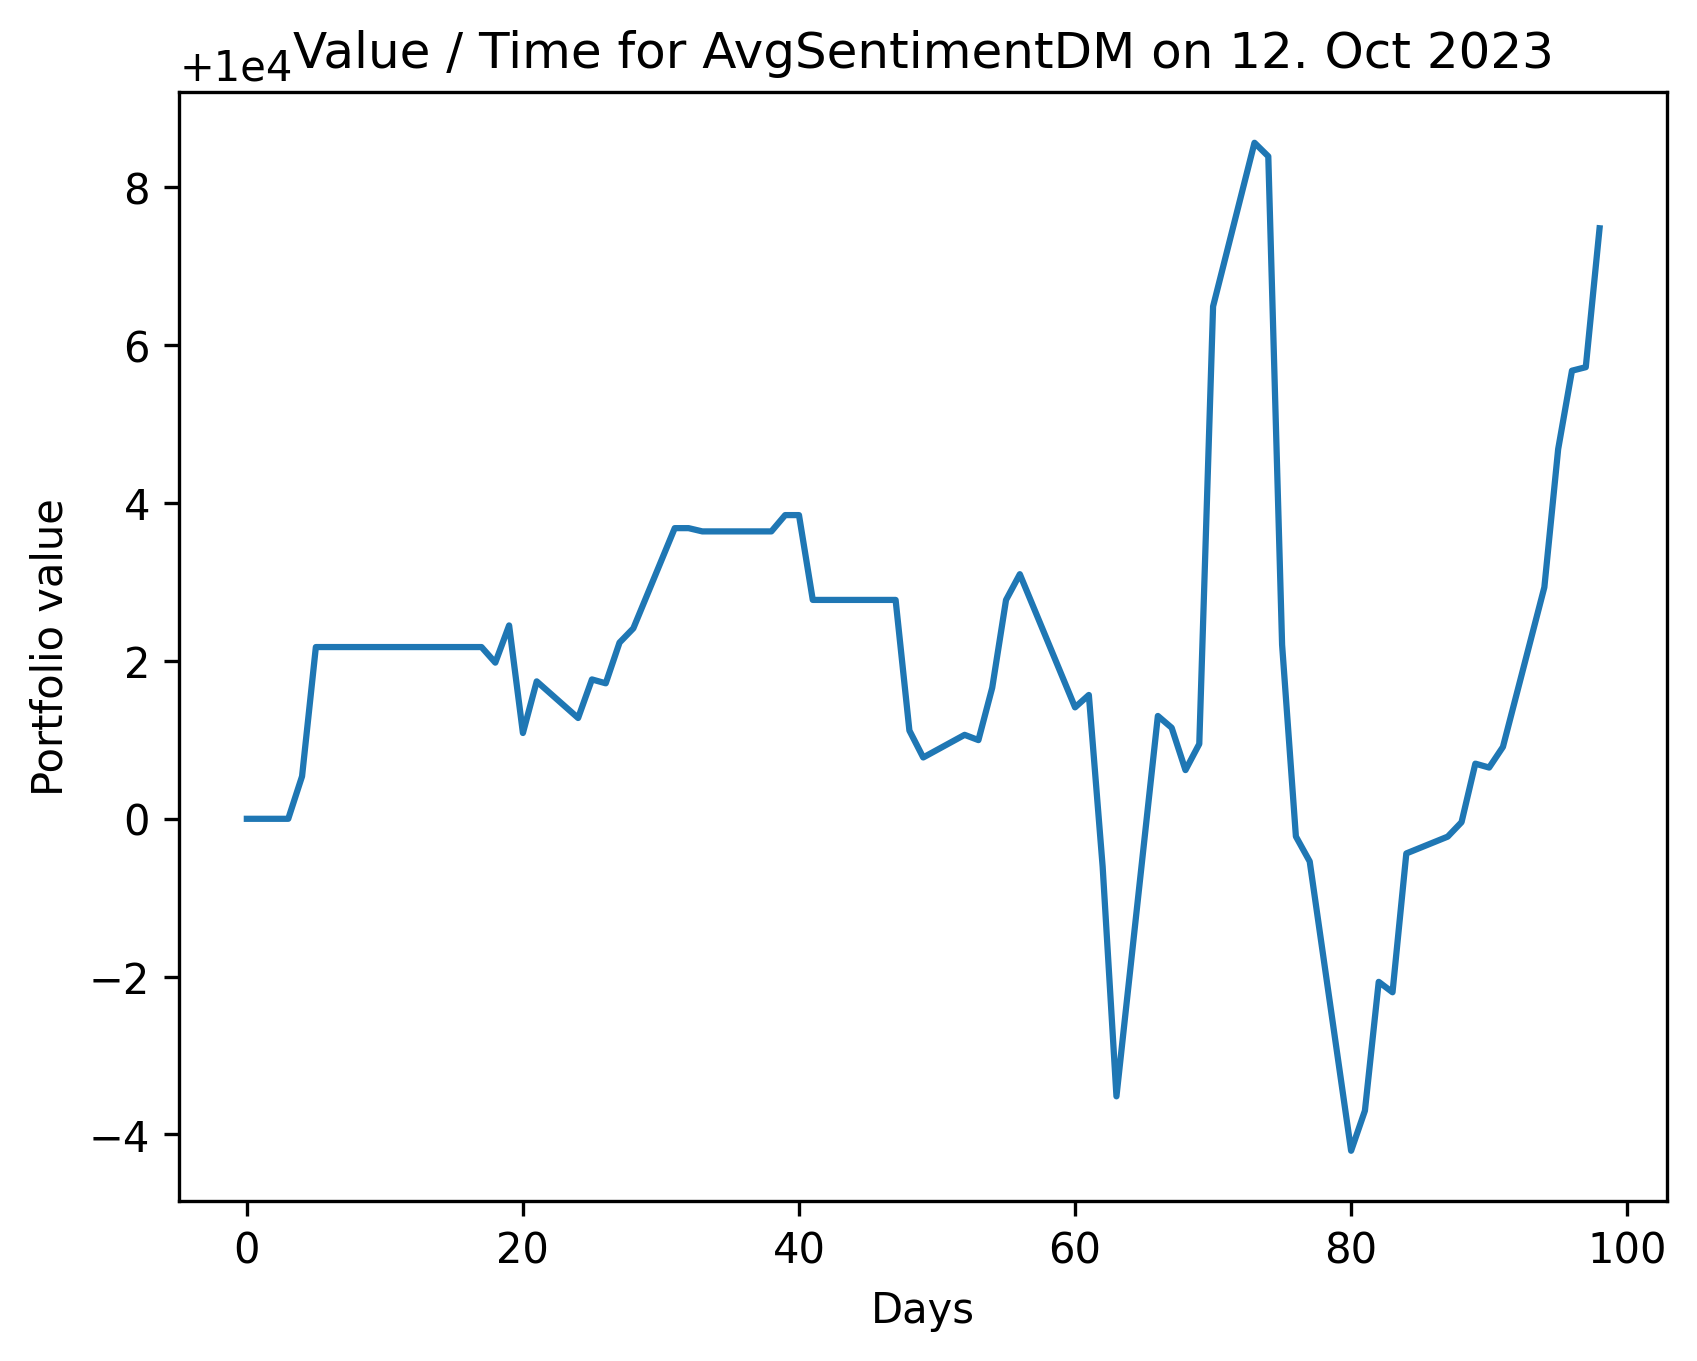 Value / Time for AvgSentimentDM on 12. Oct 2023
+1e4
8
6
4
2
0
−2
−4
Portfolio value
0 20 40 60 80 100
Days